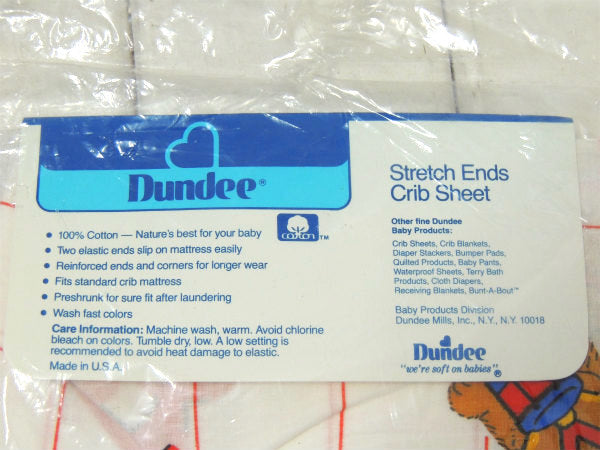 Dundee®
• 100% Cotton — Nature's best for your baby
cotton TM
• Two elastic ends slip on mattress easily
• Reinforced ends and corners for longer wear
• Fits standard crib mattress
• Preshrunk for sure fit after laundering
• Wash fast colors
Care Information: Machine wash, warm. Avoid chlorine
bleach on colors. Tumble dry, low. A low setting is
recommended to avoid heat damage to elastic.
Made in U.S.A.
Stretch Ends
Crib Sheet
Other fine Dundee
Baby Products:
Crib Sheets, Crib Blankets,
Diaper Stackers, Bumper Pads,
Quilted Products, Baby Pants,
Waterproof Sheets, Terry Bath
Products, Cloth Diapers,
Receiving Blankets, Bunt-A-Bout™
Baby Products Division
Dundee Mills, Inc., N.Y., N.Y. 10018
Dundee
"we're soft on babies"®